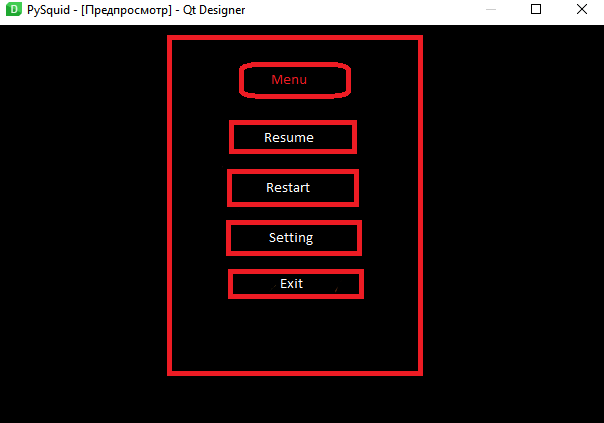 PySquid - [Предпросмотр] - Qt Designer
Menu
Resume
Restart
Setting
Exit